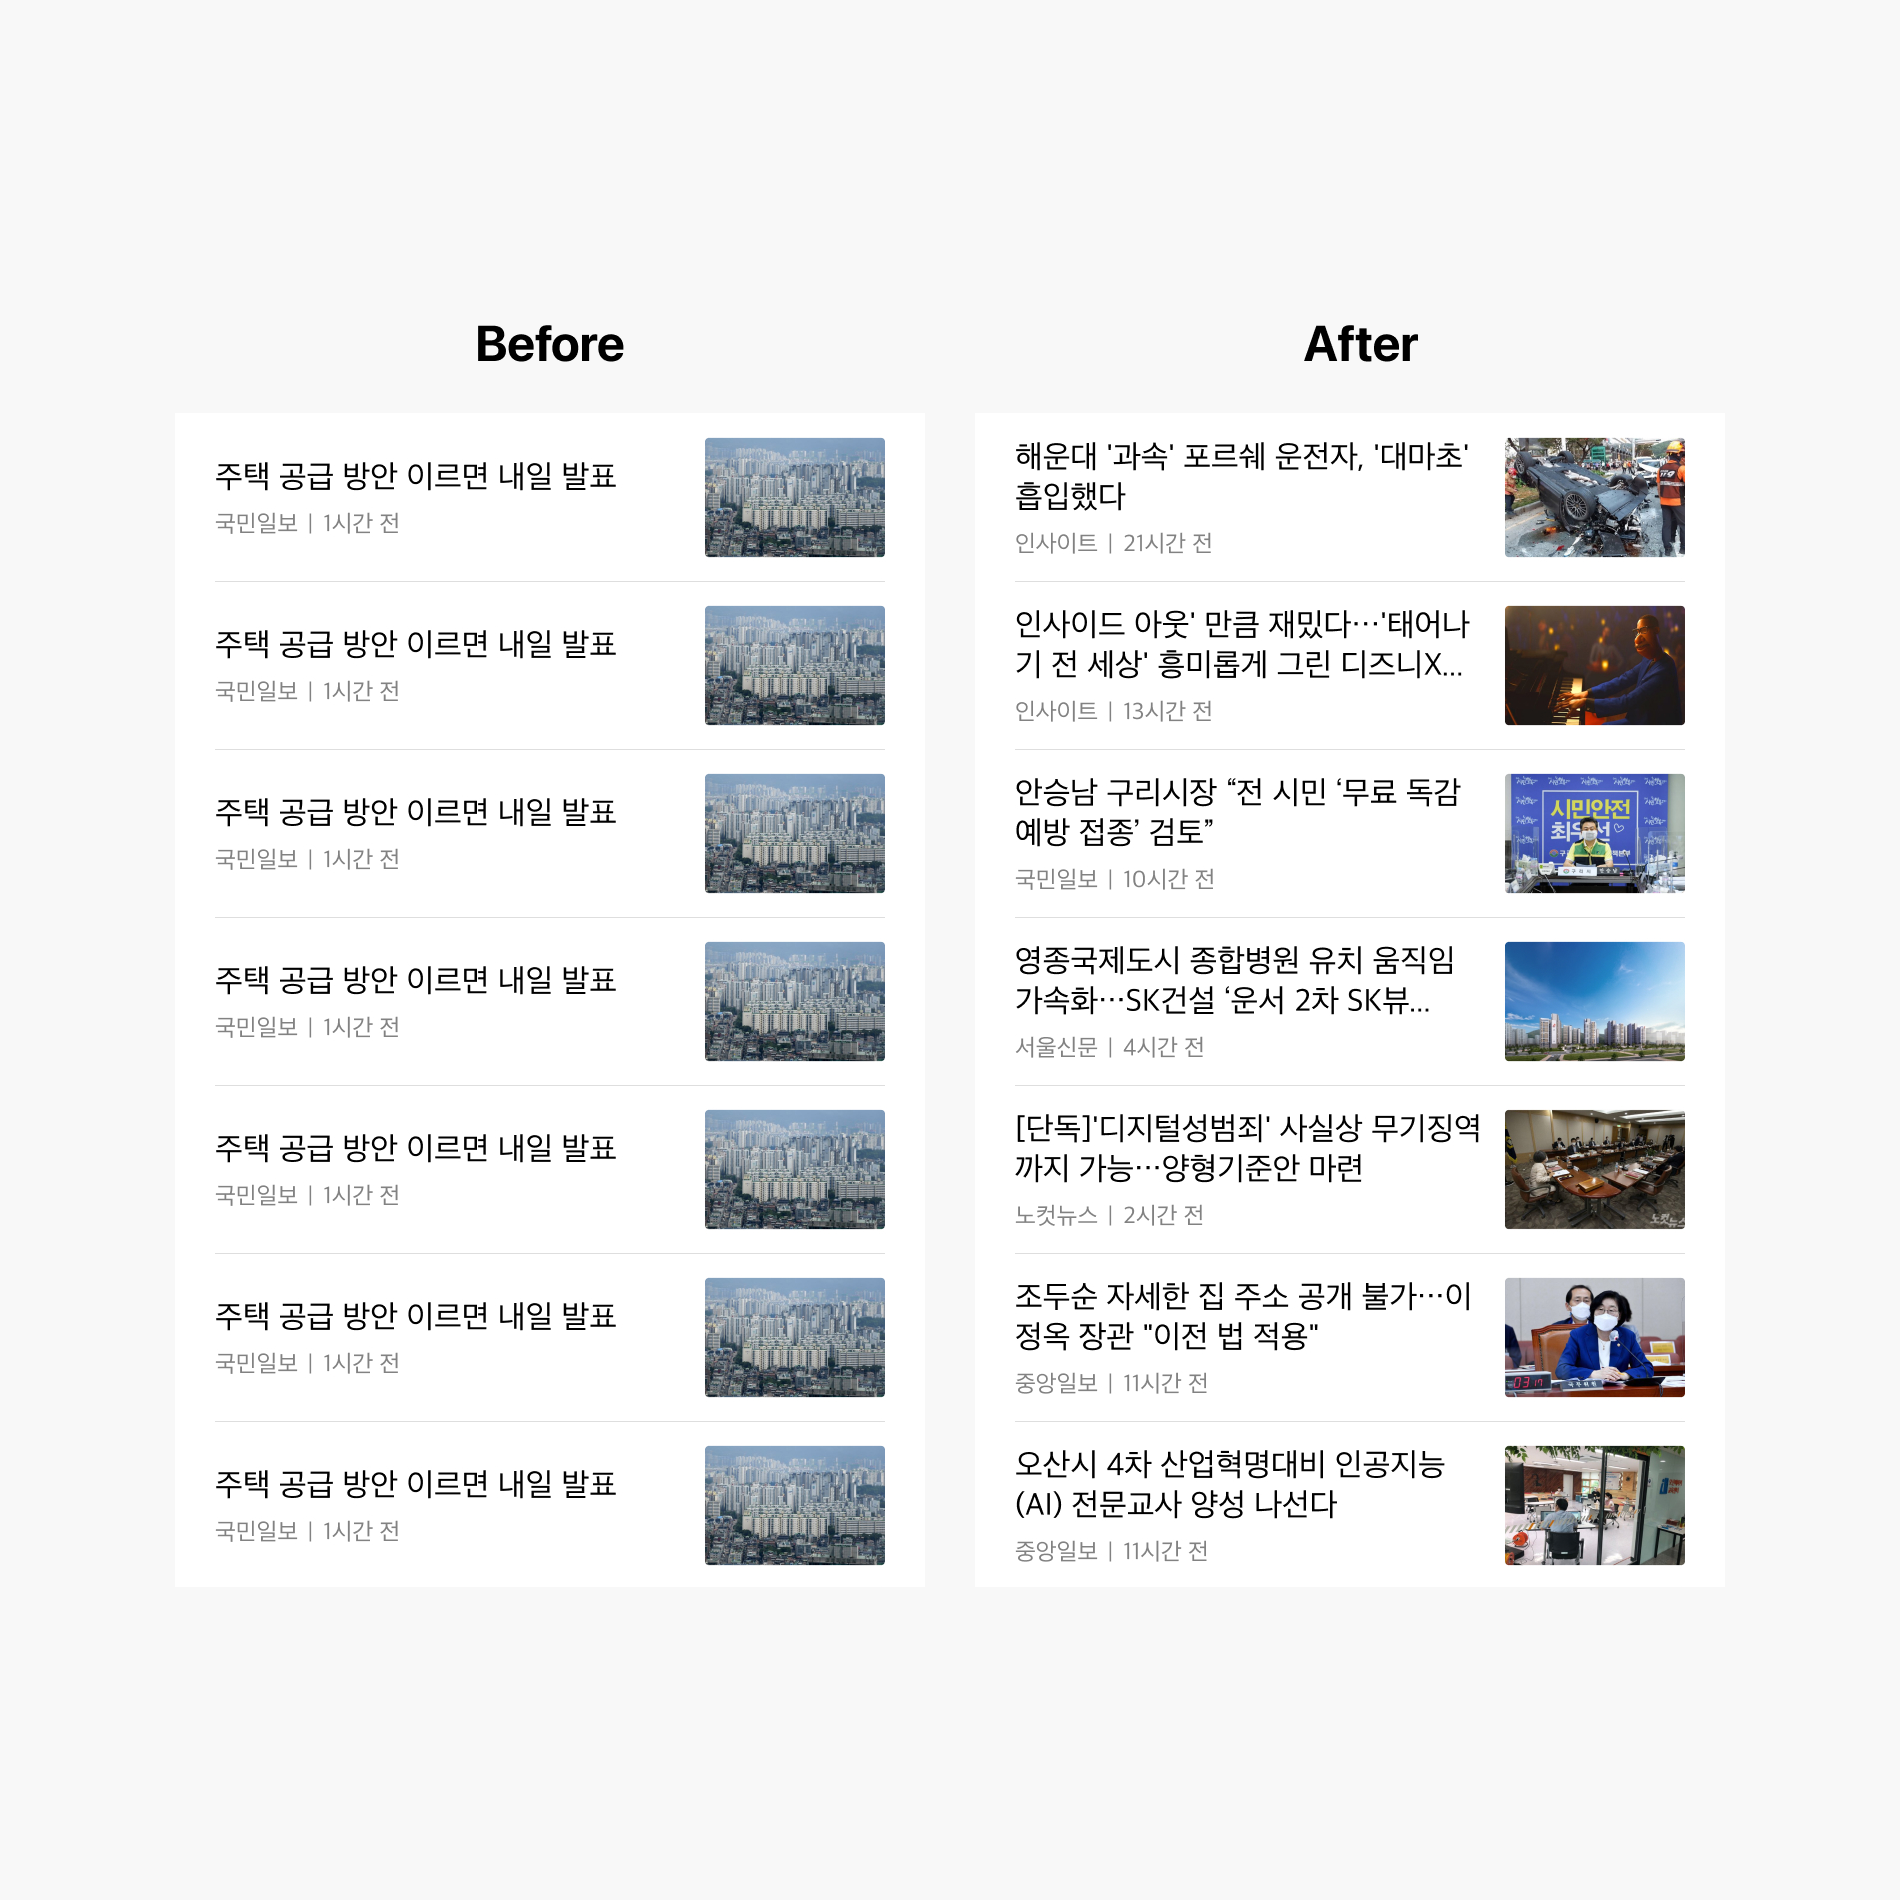 Before
주택 공급 방안 이르면 내일 발표
국민일보 | 1시간 전
주택 공급 방안 이르면 내일 발표
국민일보 | 1시간 전
주택 공급 방안 이르면 내일 발표
국민일보 | 1시간 전
주택 공급 방안 이르면 내일 발표
국민일보 | 1시간 전
주택 공급 방안 이르면 내일 발표
국민일보 | 1시간 전
주택 공급 방안 이르면 내일 발표
국민일보 | 1시간 전
주택 공급 방안 이르면 내일 발표
국민일보 | 1시간 전
After
해운대 '과속' 포르쉐 운전자, '대마초'
흡입했다
인사이트 | 21시간 전
인사이드 아웃' 만큼 재밌다…'태어나
기 전 세상' 흥미롭게 그린 디즈니X...
인사이트 | 13시간 전
안승남 구리시장 “전 시민 ‘무료 독감
예방 접종’ 검토”
국민일보 | 10시간 전
시민안전
영종국제도시 종합병원 유치 움직임
가속화…SK건설 ‘운서 2차 SK뷰...
서울신문 | 4시간 전
[단독]'디지털성범죄' 사실상 무기징역
까지 가능…양형기준안 마련
노컷뉴스 | 2시간 전
노컷뉴스
조두순 자세한 집 주소 공개 불가…이
정옥 장관 "이전 법 적용"
중앙일보 | 11시간 전
오산시 4차 산업혁명대비 인공지능
(AI) 전문교사 양성 나선다
중앙일보 | 11시간 전